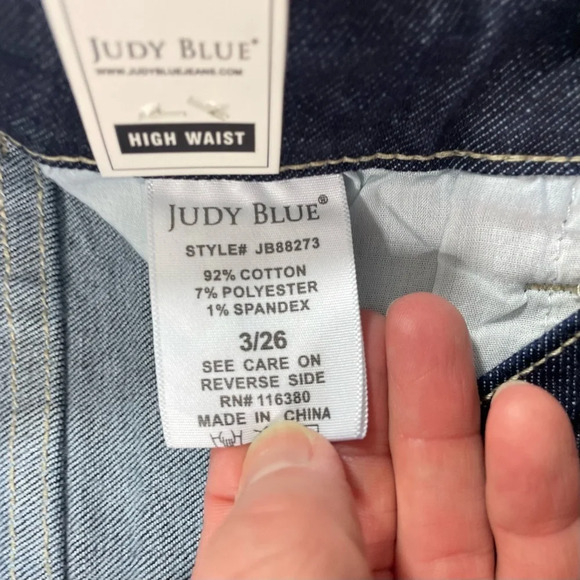 JUDY BLUE®
WWW.JUDYBLUEJEANS.COM
HIGH WAIST
JUDY BLUE®
STYLE# JB88273
92% COTTON
7% POLYESTER
1% SPANDEX
3/26
SEE CARE ON
REVERSE SIDE
RN# 116380
MADE IN CHINA